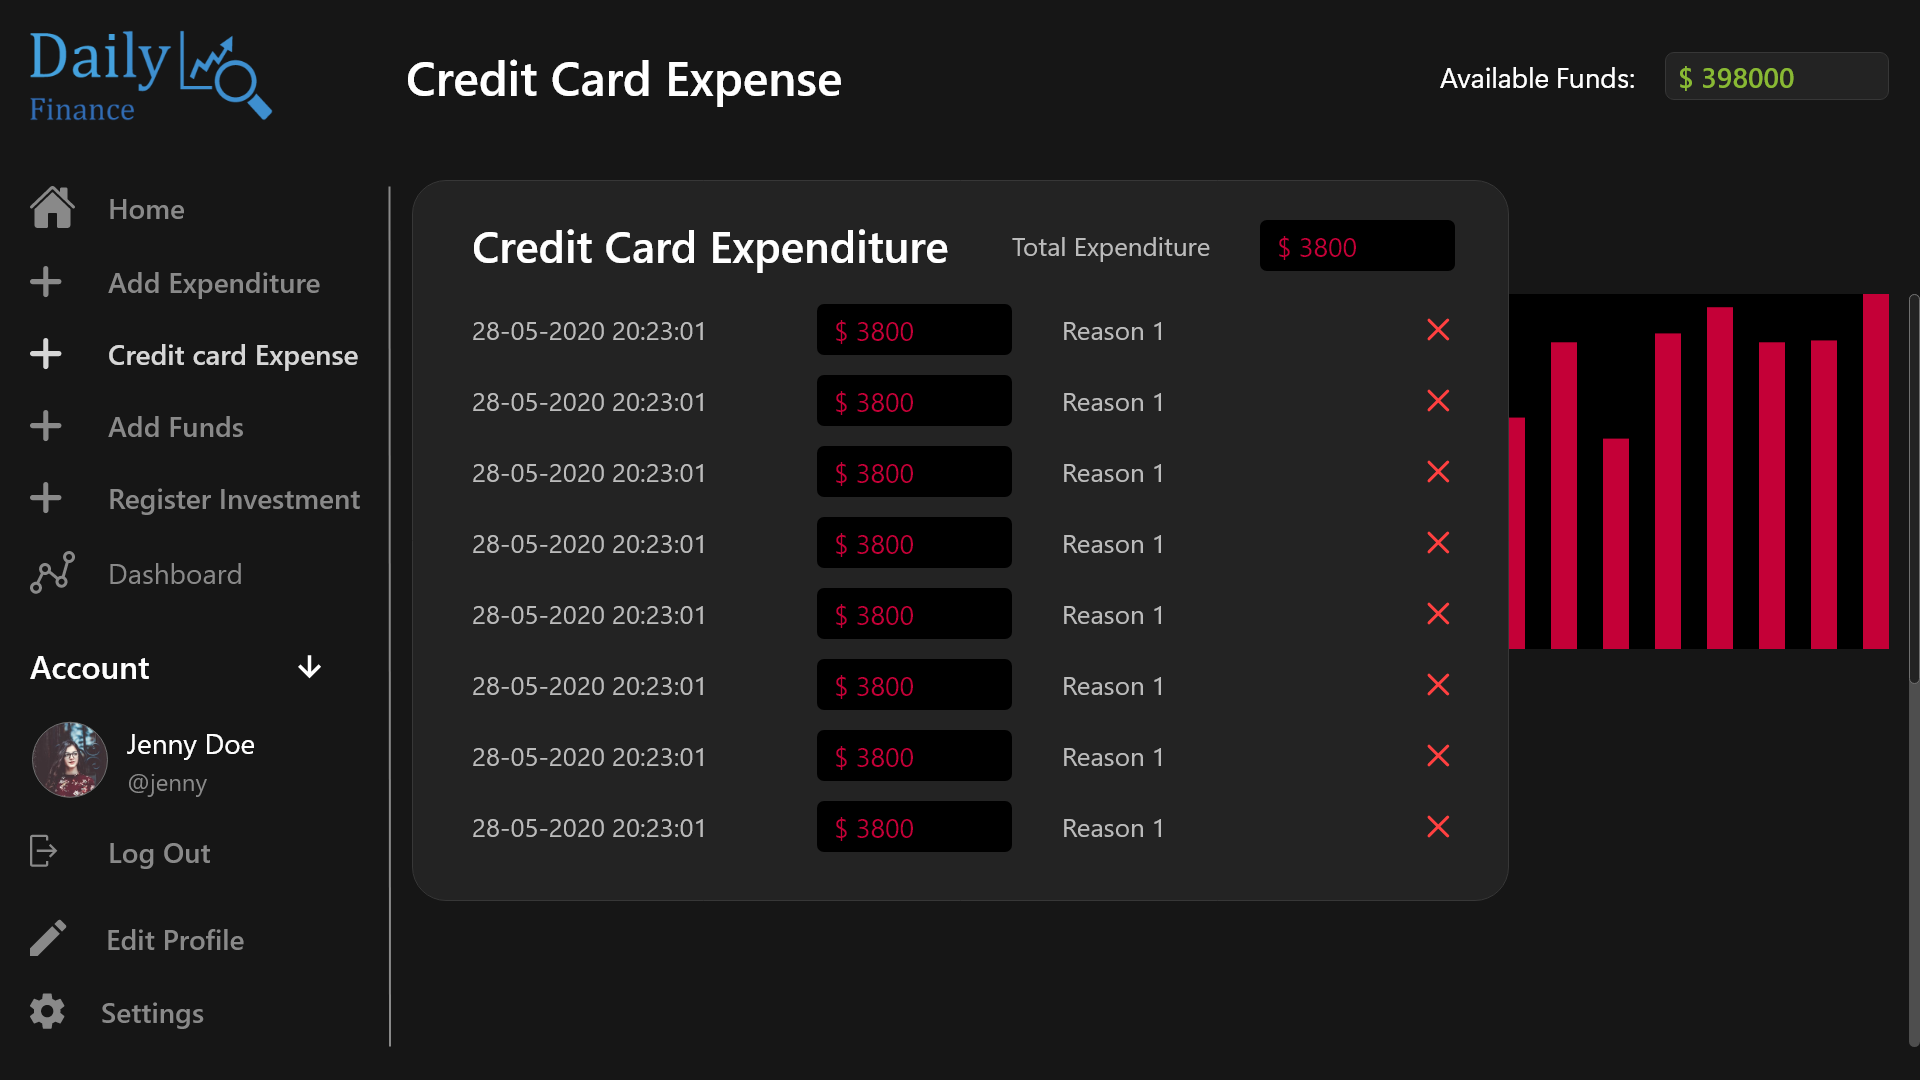 Daily
Finance
Credit Card Expense
Available Funds:
$ 398000
Home
Add Expenditure
Credit card Expense
Add Funds
Register Investment
Dashboard
Account
Jenny Doe
@jenny
Log Out
Edit Profile
Settings
Credit Card Expenditure
Total Expenditure
$ 3800
28-05-2020 20:23:01 $ 3800 Reason 1
28-05-2020 20:23:01 $ 3800 Reason 1
28-05-2020 20:23:01 $ 3800 Reason 1
28-05-2020 20:23:01 $ 3800 Reason 1
28-05-2020 20:23:01 $ 3800 Reason 1
28-05-2020 20:23:01 $ 3800 Reason 1
28-05-2020 20:23:01 $ 3800 Reason 1
28-05-2020 20:23:01 $ 3800 Reason 1